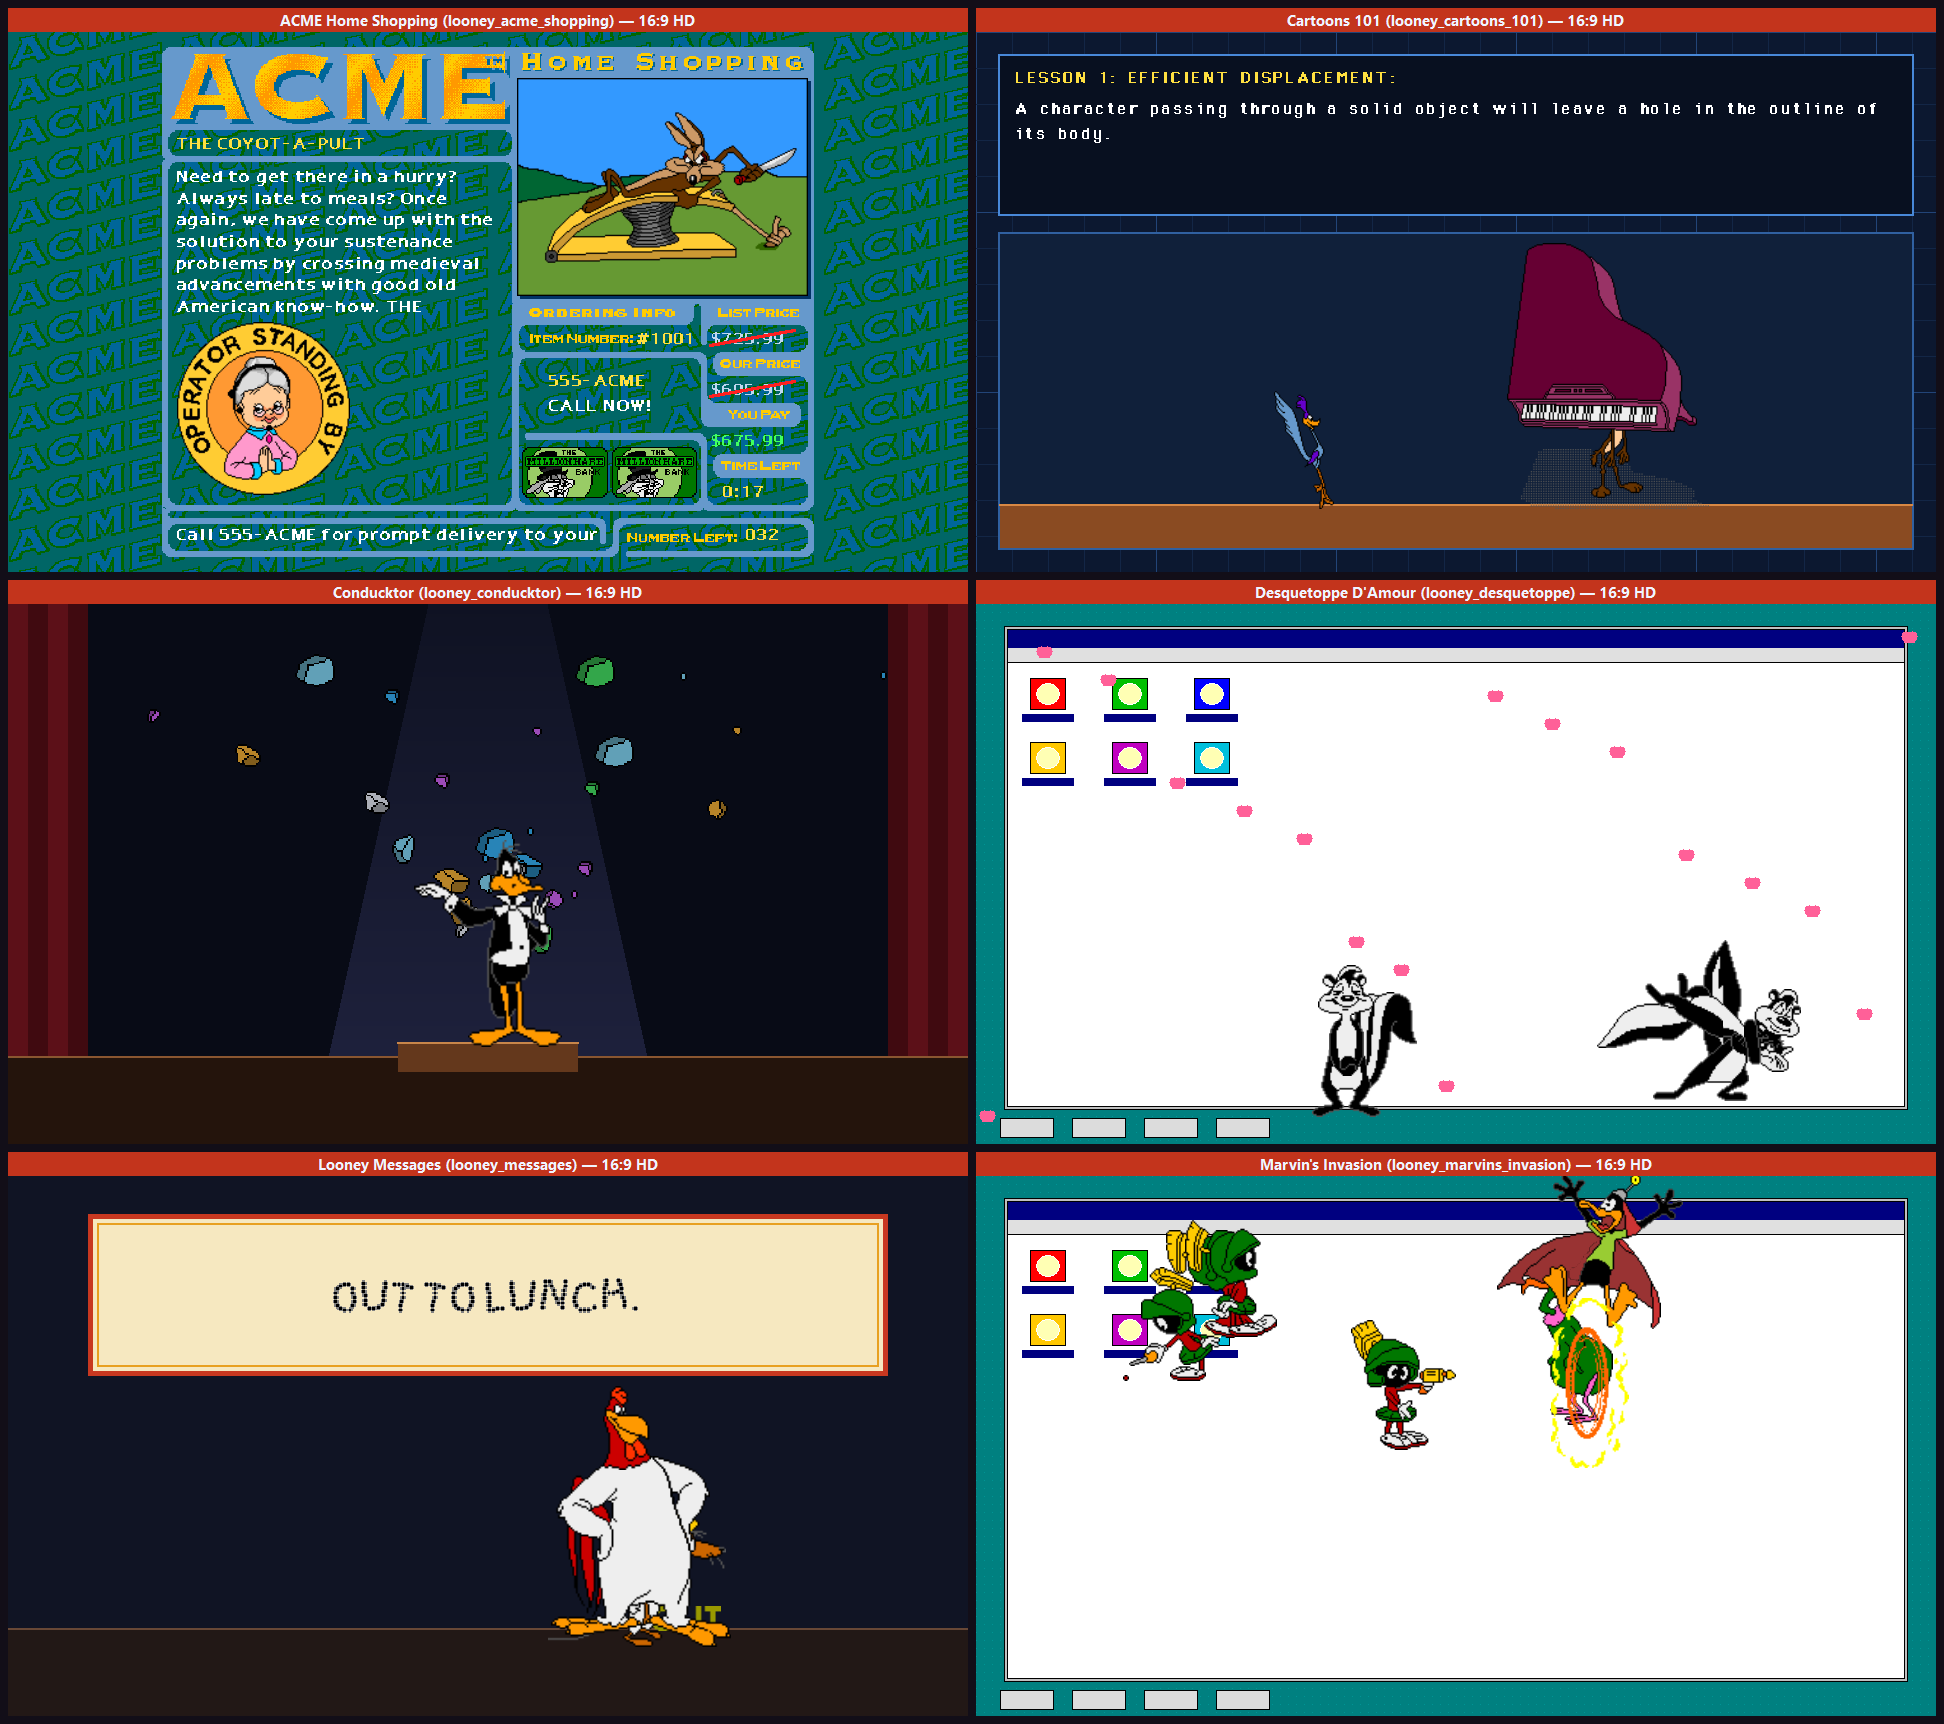 ACME Home Shopping (looney_acme_shopping) — 16:9 HD
ACME
Home Shopping
THE COYOT-A-PULT
Need to get there in a hurry?
Always late to meals? Once
again, we have come up with the
solution to your sustenance
problems by crossing medieval
advancements with good old
American know-how. THE
OPERATOR STANDING BY
Ordering Info
Item Number: #1001
555-ACME
CALL NOW!
THE
MILLIONHARE
BANK
THE
MILLIONHARE
BANK
List Price
$725.99
Our Price
$695.99
You Pay
$675.99
Time Left
0:17
Call 555-ACME for prompt delivery to your
Number Left: 032
Cartoons 101 (looney_cartoons_101) — 16:9 HD
LESSON 1: EFFICIENT DISPLACEMENT:
A character passing through a solid object will leave a hole in the outline of
its body.
Conducktor (looney_conducktor) — 16:9 HD
Desquetoppe D'Amour (looney_desquetoppe) — 16:9 HD
Looney Messages (looney_messages) — 16:9 HD
OUT TO LUNCH.
IT
Marvin's Invasion (looney_marvins_invasion) — 16:9 HD